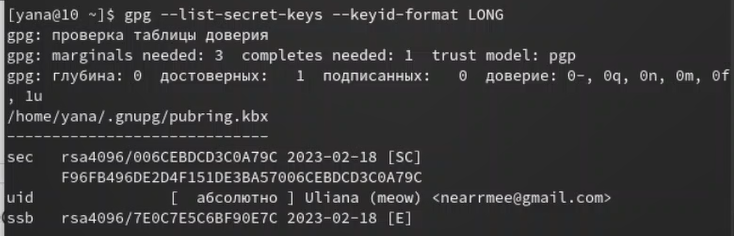 [yana@10 ~]$ gpg --list-secret-keys --keyid-format LONG
gpg: проверка таблицы доверия
gpg: marginals needed: 3  completes needed: 1  trust model: pgp
gpg: глубина: 0  достоверных:   1  подписанных:   0  доверие: 0-, 0q, 0n, 0m, 0f
, 1u
/home/yana/.gnupg/pubring.kbx
-----------------------------
sec   rsa4096/006CEBDCD3C0A79C 2023-02-18 [SC]
      F96FB496DE2D4F151DE3BA57006CEBDCD3C0A79C
uid                 [  абсолютно ] Uliana (meow) <nearrmee@gmail.com>
ssb   rsa4096/7E0C7E5C6BF90E7C 2023-02-18 [E]